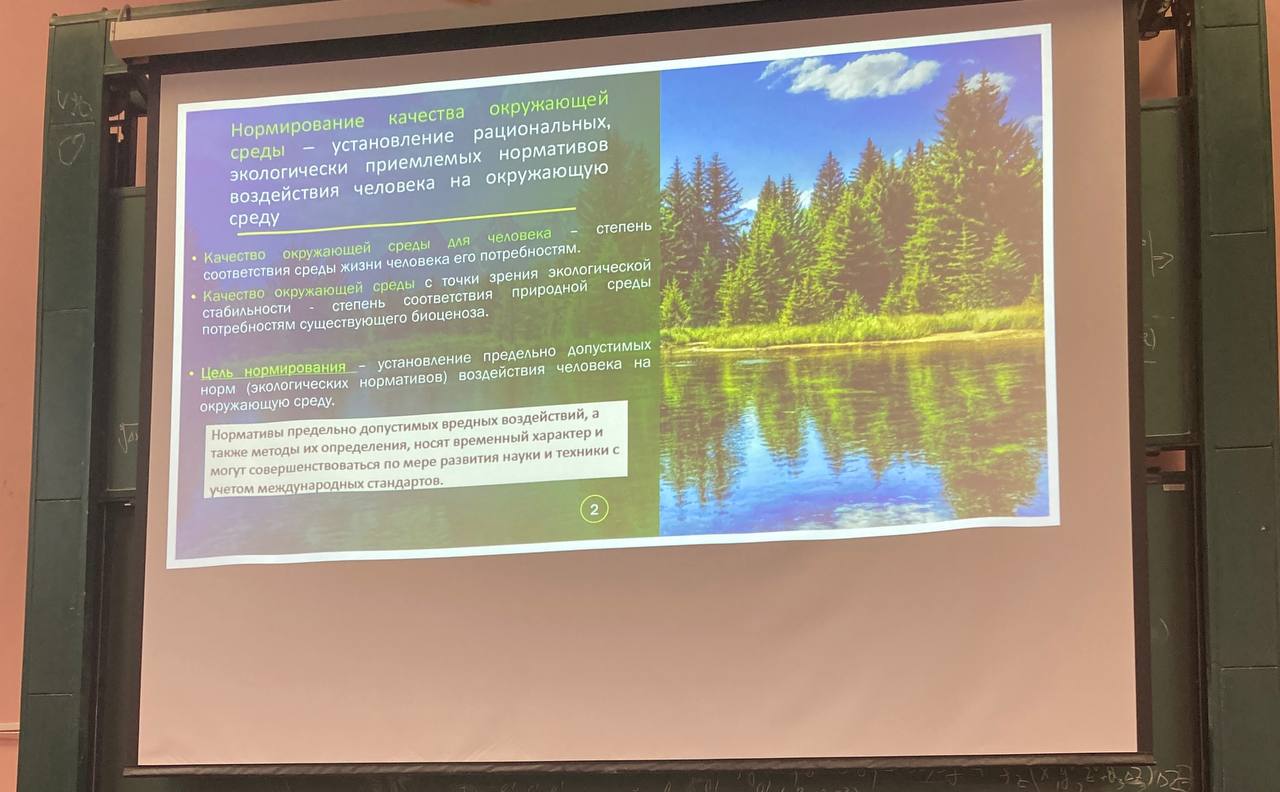 Нормирование качества окружающей
среды – установление рациональных,
экологически приемлемых нормативов
воздействия человека на окружающую
среду
• Качество окружающей среды для человека – степень
соответствия среды жизни человека его потребностям.
• Качество окружающей среды с точки зрения экологической
стабильности - степень соответствия природной среды
потребностям существующего биоценоза.
• Цель нормирования – установление предельно допустимых
норм (экологических нормативов) воздействия человека на
окружающую среду.
Нормативы предельно допустимых вредных воздействий, а
также методы их определения, носят временный характер и
могут совершенствоваться по мере развития науки и техники с
учетом международных стандартов.
2